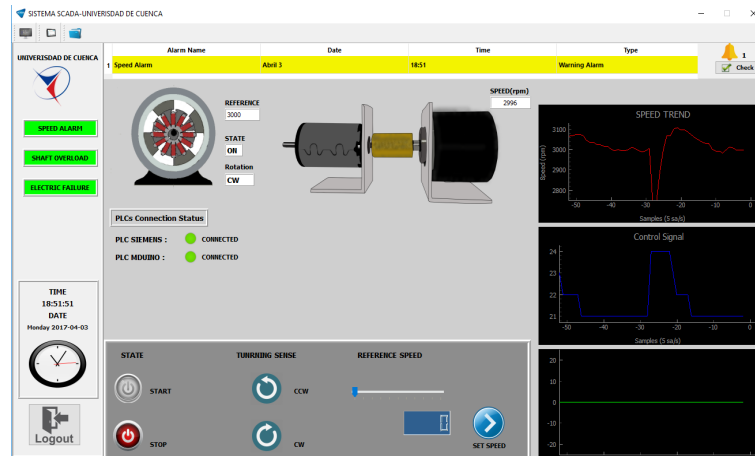 SISTEMA SCADA-UNIVERISDAD DE CUENCA
UNIVERISDAD DE CUENCA
Alarm Name Date Time Type
1 Speed Alarm Abril 3 18:51 Warning Alarm
1
Check
SPEED ALARM
SHAFT OVERLOAD
ELECTRIC FAILURE
REFERENCE
3000
STATE
ON
Rotation
CW
SPEED(rpm)
2996
PLCs Connection Status
PLC SIEMENS : CONNECTED
PLC MDUINO : CONNECTED
SPEED TREND
Speed (rpm)
3100
3000
2900
2800
-50 -40 -30 -20 -10 0
Samples (5 sa/s)
Control Signal
24
23
22
21
-50 -40 -30 -20 -10 0
Samples (5 sa/s)
20
10
0
-10
-20
TIME
18:51:51
DATE
Monday 2017-04-03
Logout
STATE TUNRNING SENSE REFERENCE SPEED
START CCW
0
STOP CW SET SPEED